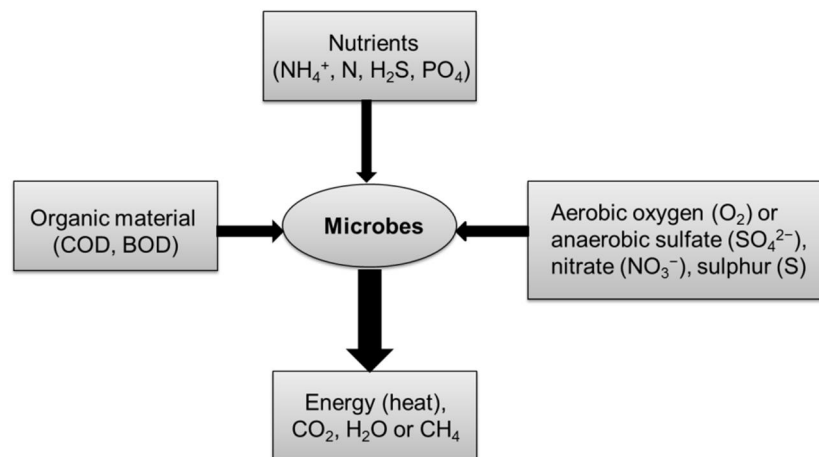 Nutrients
(NH₄⁺, N, H₂S, PO₄)
Organic material
(COD, BOD)
Microbes
Aerobic oxygen (O₂) or
anaerobic sulfate (SO₄²⁻),
nitrate (NO₃⁻), sulphur (S)
Energy (heat),
CO₂, H₂O or CH₄